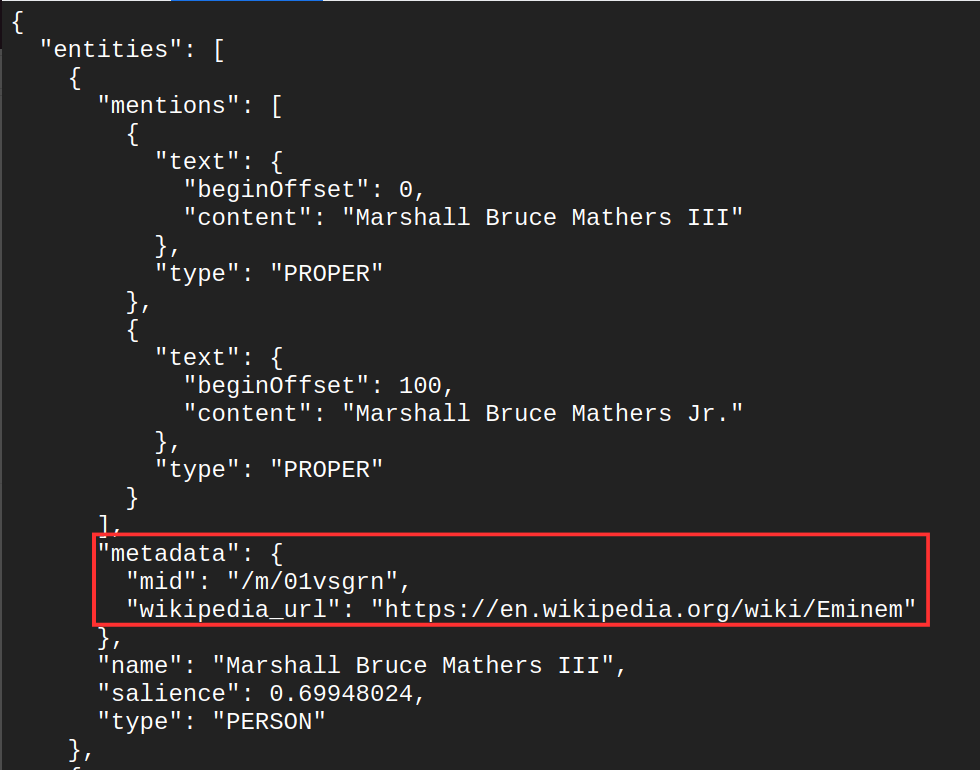 {
  "entities": [
    {
      "mentions": [
        {
          "text": {
            "beginOffset": 0,
            "content": "Marshall Bruce Mathers III"
          },
          "type": "PROPER"
        },
        {
          "text": {
            "beginOffset": 100,
            "content": "Marshall Bruce Mathers Jr."
          },
          "type": "PROPER"
        }
      ],
      "metadata": {
        "mid": "/m/01vsgrn",
        "wikipedia_url": "https://en.wikipedia.org/wiki/Eminem"
      },
      "name": "Marshall Bruce Mathers III",
      "salience": 0.69948024,
      "type": "PERSON"
    },